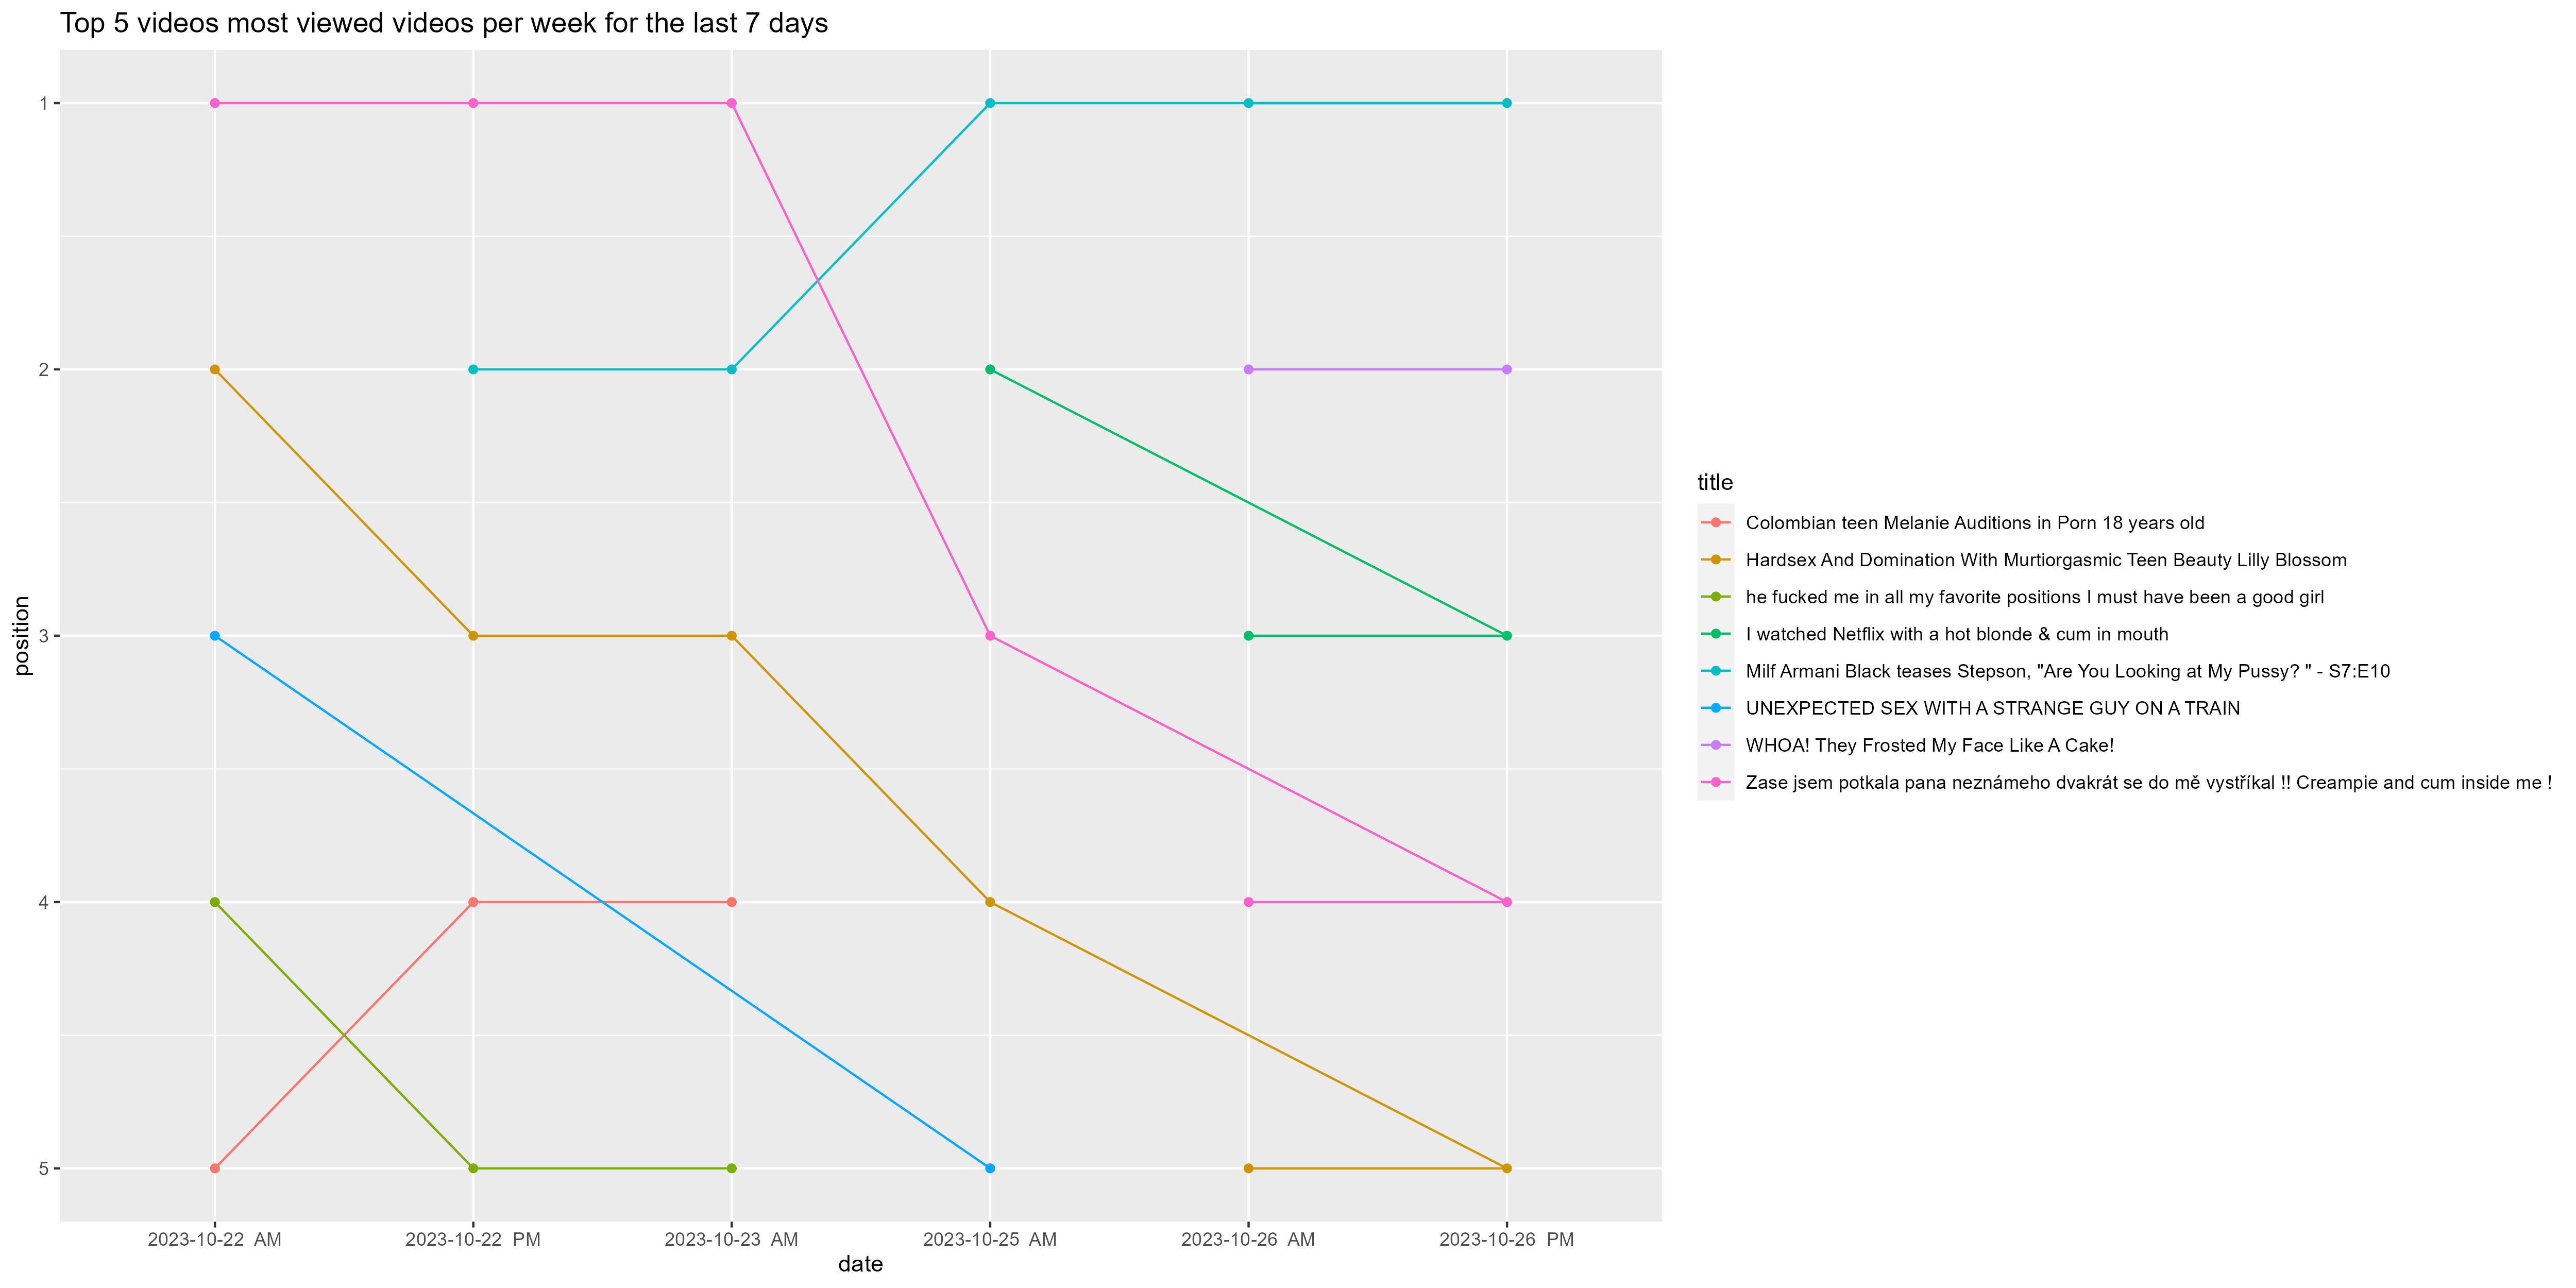 Top 5 videos most viewed videos per week for the last 7 days
position
1
2
3
4
5
2023-10-22 AM
2023-10-22 PM
2023-10-23 AM
2023-10-25 AM
2023-10-26 AM
2023-10-26 PM
date
title
Colombian teen Melanie Auditions in Porn 18 years old
Hardsex And Domination With Murtiorgasmic Teen Beauty Lilly Blossom
he fucked me in all my favorite positions I must have been a good girl
I watched Netflix with a hot blonde & cum in mouth
Milf Armani Black teases Stepson, "Are You Looking at My Pussy? " - S7:E10
UNEXPECTED SEX WITH A STRANGE GUY ON A TRAIN
WHOA! They Frosted My Face Like A Cake!
Zase jsem potkala pana neznámeho dvakrát se do mě vystříkal !! Creampie and cum inside me !